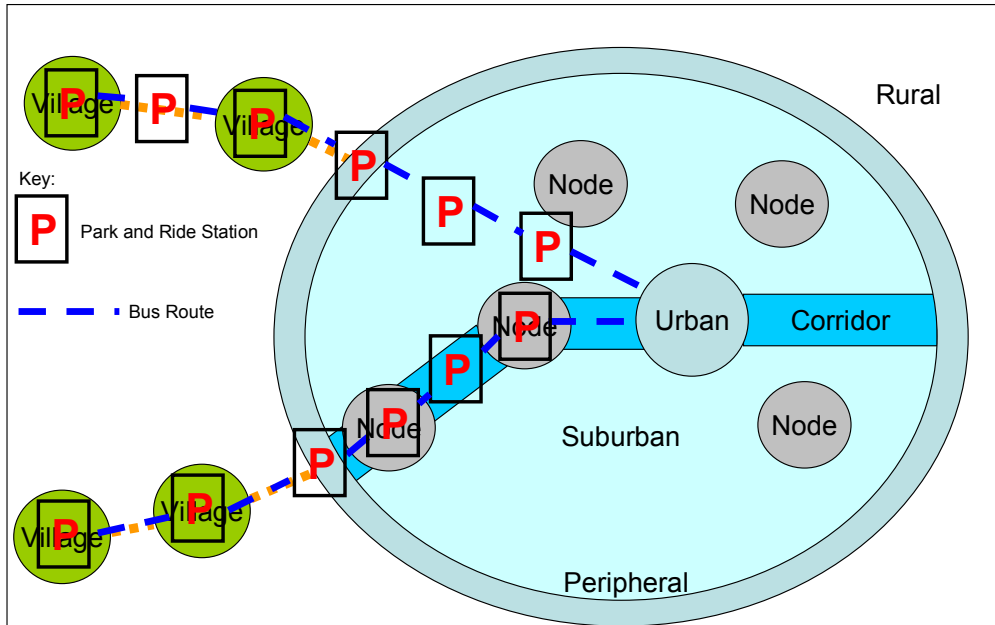 Village
P
P
Village
P
Rural
P
Node
Node
Key:
P
Park and Ride Station
P
P
Bus Route
Node
P
Urban
Corridor
P
Node
P
Node
Suburban
P
Village
P
Village
P
Peripheral